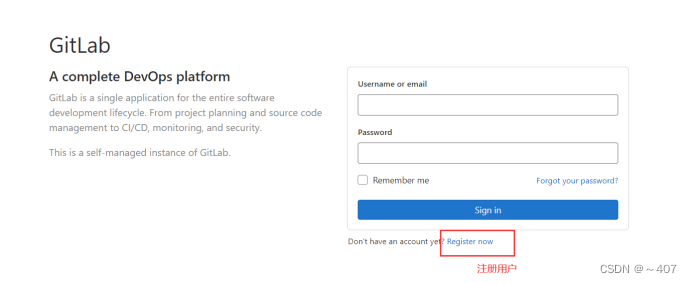 GitLab
A complete DevOps platform
GitLab is a single application for the entire software
development lifecycle. From project planning and source code
management to CI/CD, monitoring, and security.
This is a self-managed instance of GitLab.
Username or email
Password
Remember me
Forgot your password?
Sign in
Don't have an account yet? Register now
注册用户
CSDN @～407